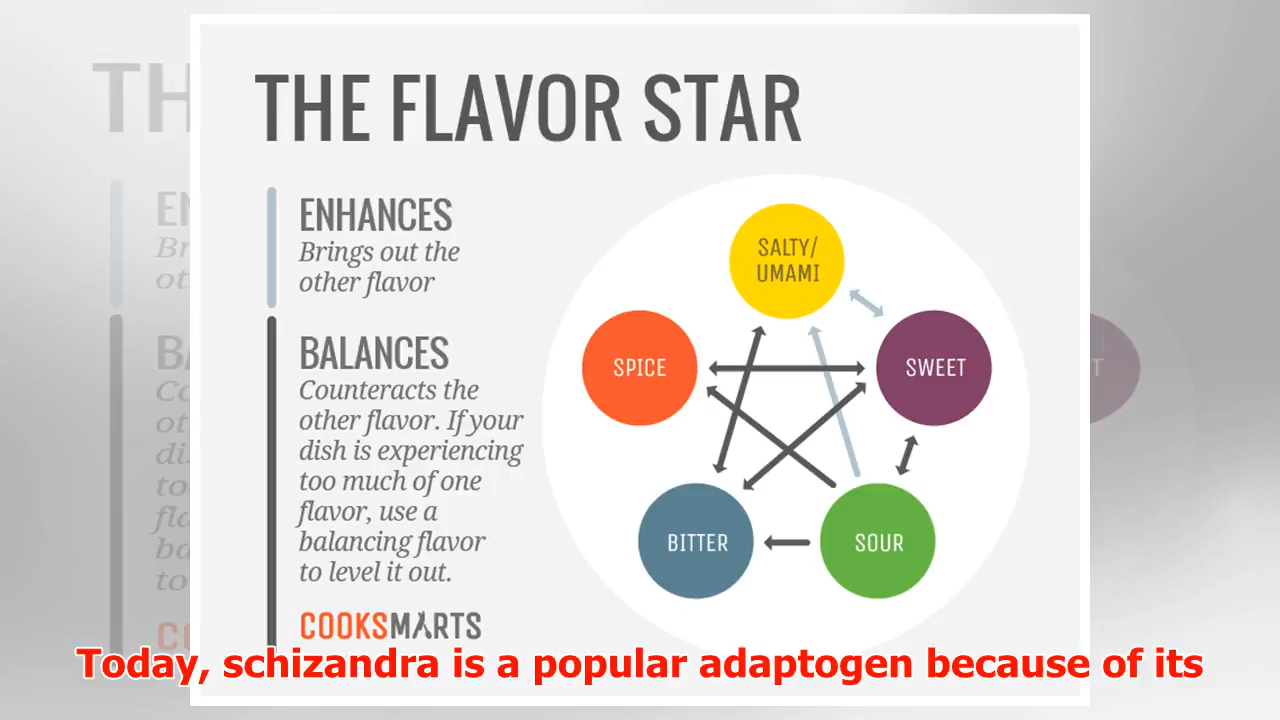 THE FLAVOR STAR
ENHANCES
Brings out the
other flavor
BALANCES
Counteracts the
other flavor. If your
dish is experiencing
too much of one
flavor, use a
balancing flavor
to level it out.
COOKSMARTS
SALTY/
UMAMI
SPICE
SWEET
BITTER
SOUR
Today, schizandra is a popular adaptogen because of its